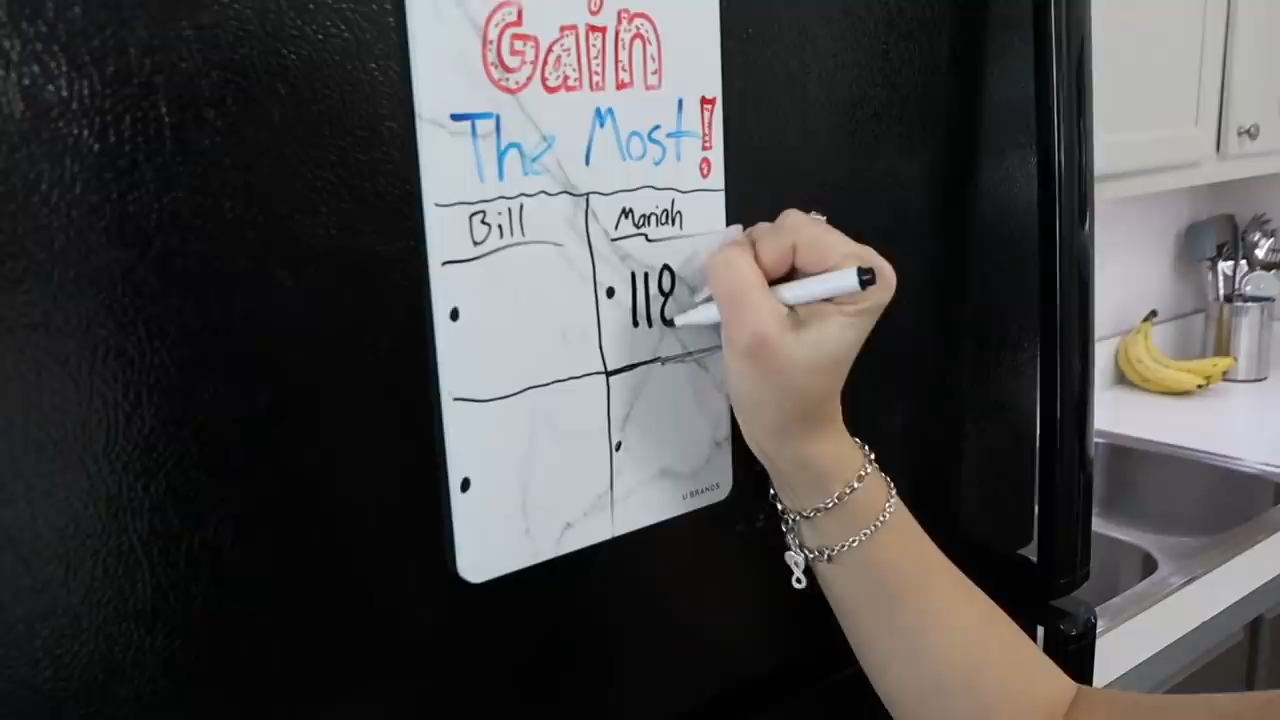 Gain
The Most!
Bill Mariah
• • 118
• •
U BRANDS